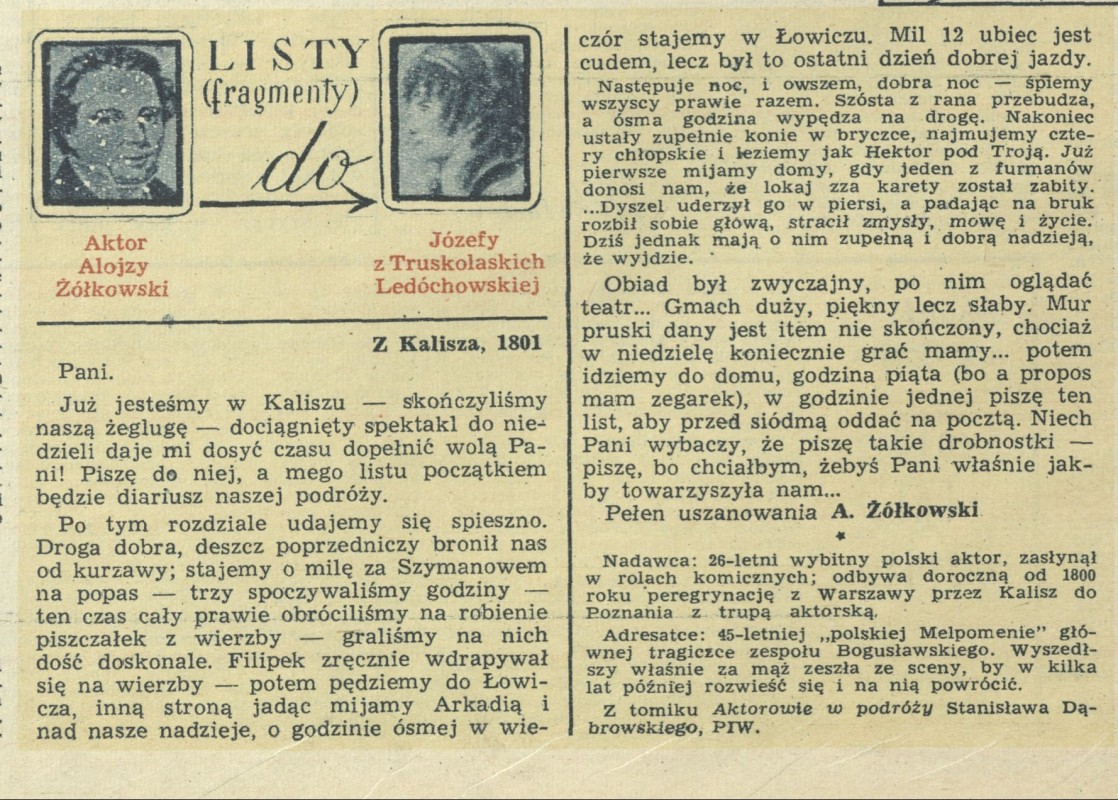 LISTY
(fragmenty)
do
Aktor
Alojzy
Żółkowski
Józefy
z Truskolaskich
Ledóchowskiej
Z Kalisza, 1801
Pani.
Już jesteśmy w Kaliszu — skończyliśmy
naszą żeglugę — dociągnięty spektakl do nie-
dzieli daje mi dosyć czasu dopełnić wolą Pa-
ni! Piszę do niej, a mego listu początkiem
będzie diariusz naszej podróży.
Po tym rozdziale udajemy się spieszno.
Droga dobra, deszcz poprzedniczy bronił nas
od kurzawy; stajemy o milę za Szymanowem
na popas — trzy spoczywaliśmy godziny —
ten czas cały prawie obróciliśmy na robienie
piszczałek z wierzby — graliśmy na nich
dość doskonale. Filipek zręcznie wdrapywał
się na wierzby — potem pędziemy do Łowi-
cza, inną stroną jadąc mijamy Arkadią i
nad nasze nadzieje, o godzinie ósmej w wie-
czór stajemy w Łowiczu. Mil 12 ubiec jest
cudem, lecz był to ostatni dzień dobrej jazdy.
Następuje noc, i owszem, dobra noc — śpiemy
wszyscy prawie razem. Szósta z rana przebudza,
a ósma godzina wypędza na drogę. Nakoniec
ustały zupełnie konie w bryczce, najmujemy czte-
ry chłopskie i leziemy jak Hektor pod Troją. Już
pierwsze mijamy domy, gdy jeden z furmanów
donosi nam, że lokaj zza karety został zabity.
...Dyszel uderzył go w piersi, a padając na bruk
rozbił sobie głową, stracił zmysły, mowę i życie.
Dziś jednak mają o nim zupełną i dobrą nadzieją,
że wyjdzie.
Obiad był zwyczajny, po nim oglądać
teatr... Gmach duży, piękny lecz słaby. Mur
pruski dany jest item nie skończony, chociaż
w niedzielę koniecznie grać mamy... potem
idziemy do domu, godzina piąta (bo a propos
mam zegarek), w godzinie jednej piszę ten
list, aby przed siódmą oddać na pocztą. Niech
Pani wybaczy, że piszę takie drobnostki —
piszę, bo chciałbym, żebyś Pani właśnie jak-
by towarzyszyła nam...
Pełen uszanowania A. Żółkowski
*
Nadawca: 26-letni wybitny polski aktor, zasłynął
w rolach komicznych; odbywa doroczną od 1800
roku peregrynację z Warszawy przez Kalisz do
Poznania z trupą aktorską.
Adresatce: 45-letniej „polskiej Melpomenie” głó-
wnej tragiczce zespołu Bogusławskiego. Wyszedł-
szy właśnie za mąż zeszła ze sceny, by w kilka
lat później rozwieść się i na nią powrócić.
Z tomiku Aktorowie w podróży Stanisława Dą-
browskiego, PIW.